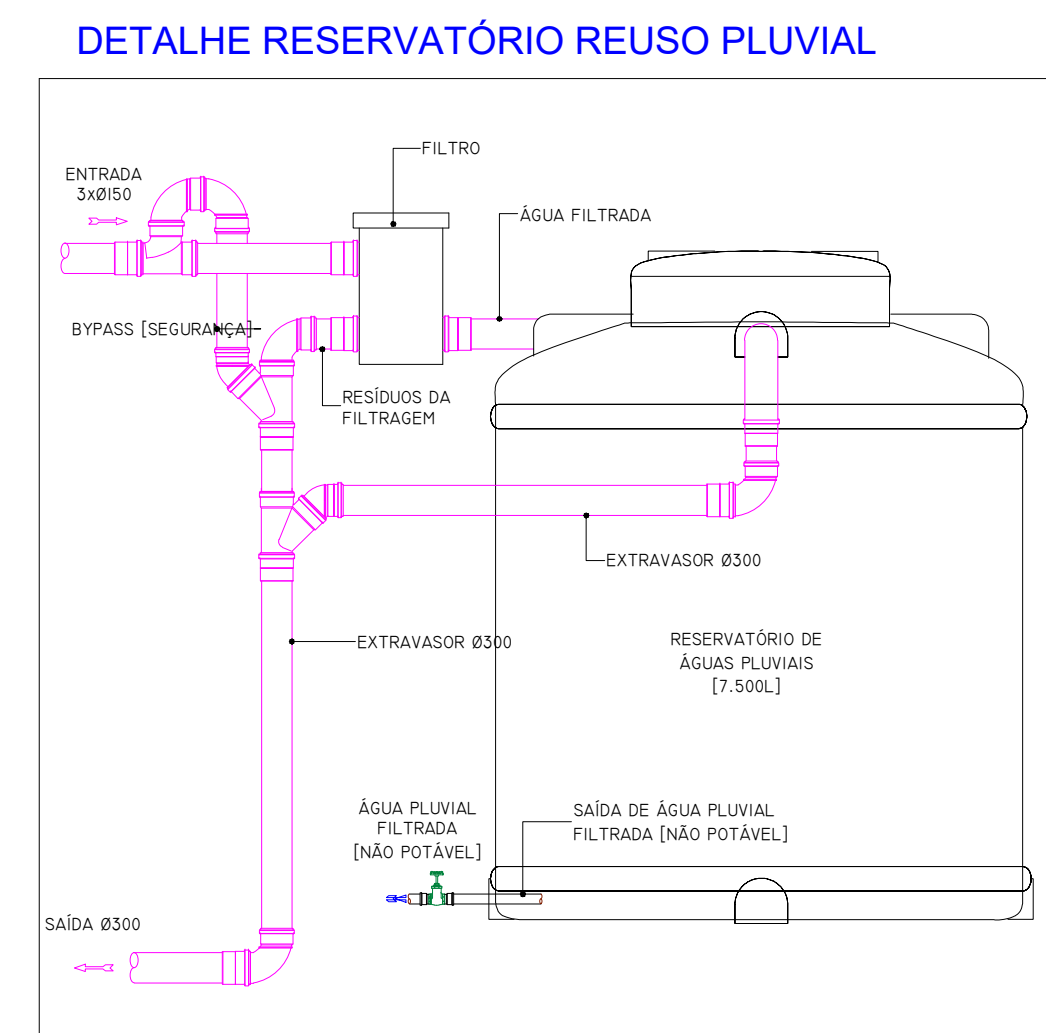 DETALHE RESERVATÓRIO REUSO PLUVIAL
FILTRO
ENTRADA
3xØ150
ÁGUA FILTRADA
BYPASS [SEGURANÇA]
RESÍDUOS DA
FILTRAGEM
EXTRAVASOR Ø300
EXTRAVASOR Ø300
RESERVATÓRIO DE
ÁGUAS PLUVIAIS
[7.500L]
ÁGUA PLUVIAL
FILTRADA
[NÃO POTÁVEL]
SAÍDA DE ÁGUA PLUVIAL
FILTRADA [NÃO POTÁVEL]
SAÍDA Ø300